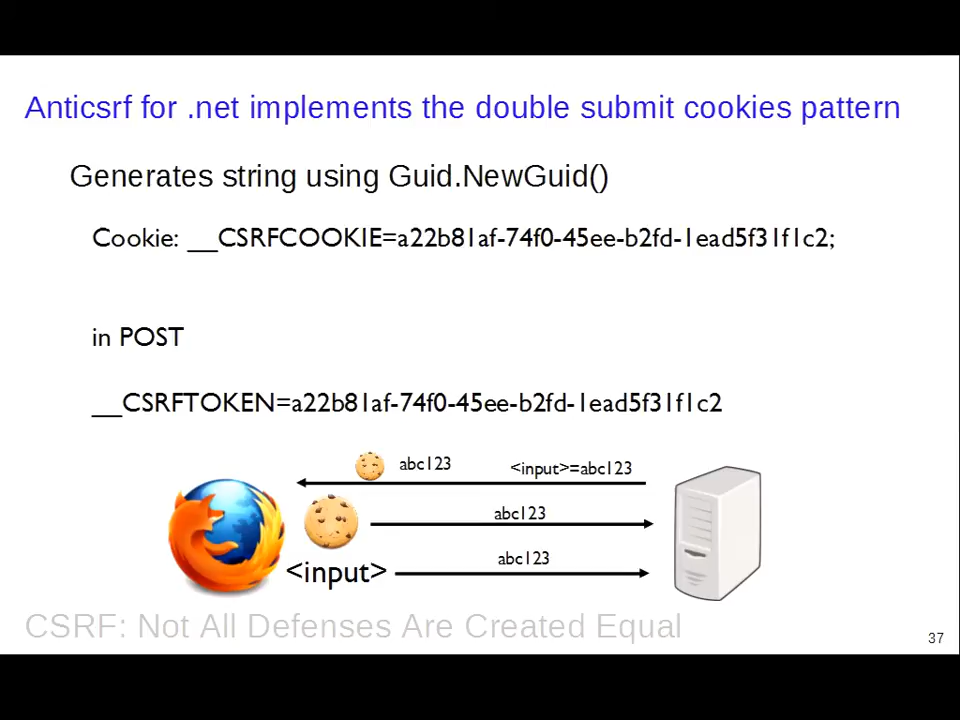 Anticsrf for .net implements the double submit cookies pattern
Generates string using Guid.NewGuid()
Cookie: __CSRFCOOKIE=a22b81af-74f0-45ee-b2fd-1ead5f31f1c2;
in POST
__CSRFTOKEN=a22b81af-74f0-45ee-b2fd-1ead5f31f1c2
abc123
<input>=abc123
abc123
abc123
<input>
CSRF: Not All Defenses Are Created Equal
37